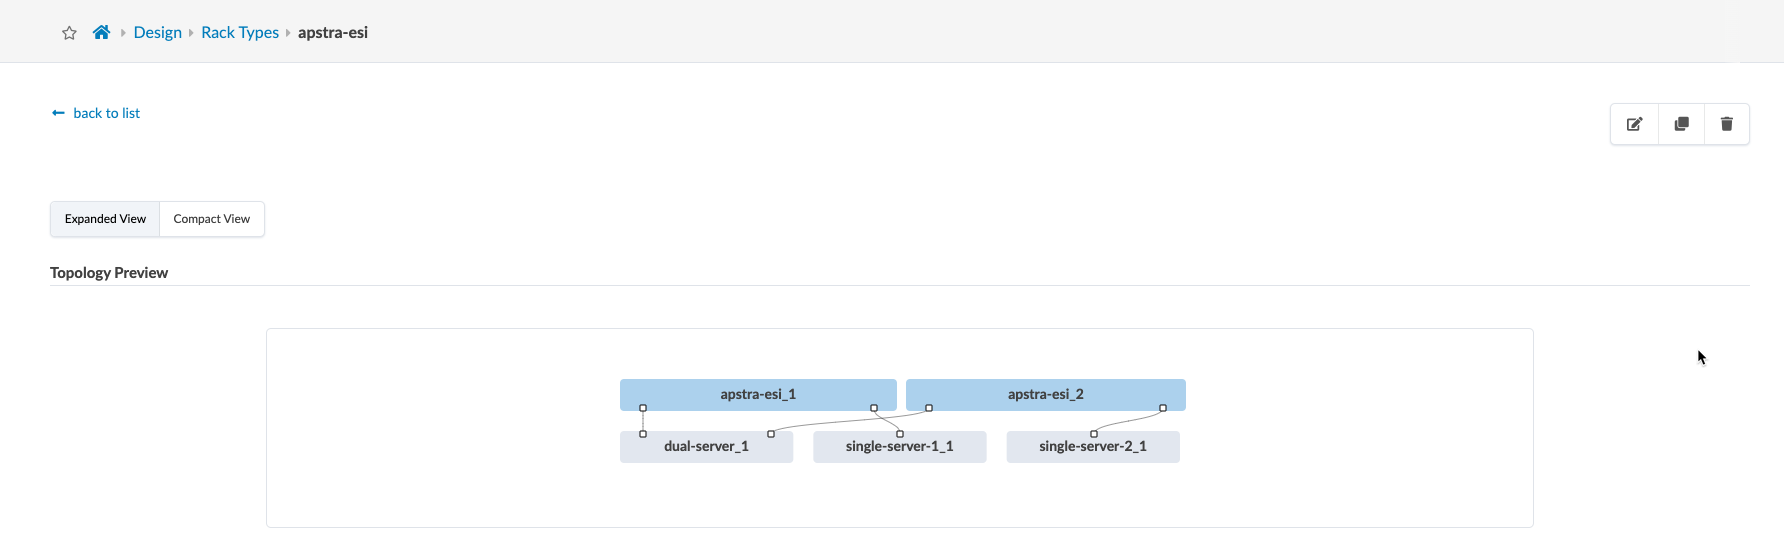 Design Rack Types apstra-esi
back to list
Expanded View Compact View
Topology Preview
apstra-esi_1 apstra-esi_2
dual-server_1 single-server-1_1 single-server-2_1